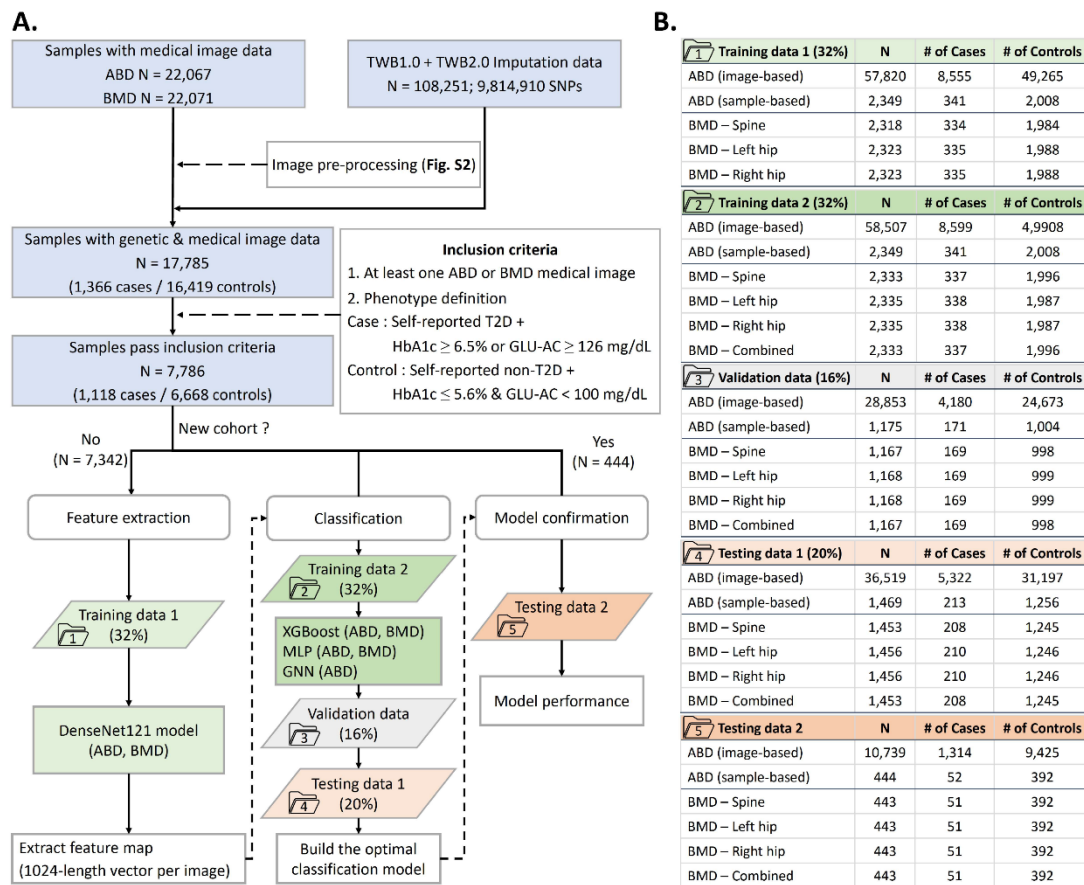 A.
Samples with medical image data
ABD N = 22,067
BMD N = 22,071
TWB1.0 + TWB2.0 Imputation data
N = 108,251; 9,814,910 SNPs
Image pre-processing (Fig. S2)
Samples with genetic & medical image data
N = 17,785
(1,366 cases / 16,419 controls)
Inclusion criteria
1. At least one ABD or BMD medical image
2. Phenotype definition
Case : Self-reported T2D +
HbA1c ≥ 6.5% or GLU-AC ≥ 126 mg/dL
Control : Self-reported non-T2D +
HbA1c ≤ 5.6% & GLU-AC < 100 mg/dL
Samples pass inclusion criteria
N = 7,786
(1,118 cases / 6,668 controls)
New cohort ?
No
(N = 7,342)
Yes
(N = 444)
Feature extraction
Classification
Model confirmation
Training data 1
(32%)
1
DenseNet121 model
(ABD, BMD)
Extract feature map
(1024-length vector per image)
Training data 2
(32%)
2
XGBoost (ABD, BMD)
MLP (ABD, BMD)
GNN (ABD)
Validation data
(16%)
3
Testing data 1
(20%)
4
Build the optimal
classification model
Testing data 2
5
Model performance
B.
1 Training data 1 (32%) N # of Cases # of Controls
ABD (image-based) 57,820 8,555 49,265
ABD (sample-based) 2,349 341 2,008
BMD – Spine 2,318 334 1,984
BMD – Left hip 2,323 335 1,988
BMD – Right hip 2,323 335 1,988
2 Training data 2 (32%) N # of Cases # of Controls
ABD (image-based) 58,507 8,599 4,9908
ABD (sample-based) 2,349 341 2,008
BMD – Spine 2,333 337 1,996
BMD – Left hip 2,335 338 1,987
BMD – Right hip 2,335 338 1,987
BMD – Combined 2,333 337 1,996
3 Validation data (16%) N # of Cases # of Controls
ABD (image-based) 28,853 4,180 24,673
ABD (sample-based) 1,175 171 1,004
BMD – Spine 1,167 169 998
BMD – Left hip 1,168 169 999
BMD – Right hip 1,168 169 999
BMD – Combined 1,167 169 998
4 Testing data 1 (20%) N # of Cases # of Controls
ABD (image-based) 36,519 5,322 31,197
ABD (sample-based) 1,469 213 1,256
BMD – Spine 1,453 208 1,245
BMD – Left hip 1,456 210 1,246
BMD – Right hip 1,456 210 1,246
BMD – Combined 1,453 208 1,245
5 Testing data 2 N # of Cases # of Controls
ABD (image-based) 10,739 1,314 9,425
ABD (sample-based) 444 52 392
BMD – Spine 443 51 392
BMD – Left hip 443 51 392
BMD – Right hip 443 51 392
BMD – Combined 443 51 392